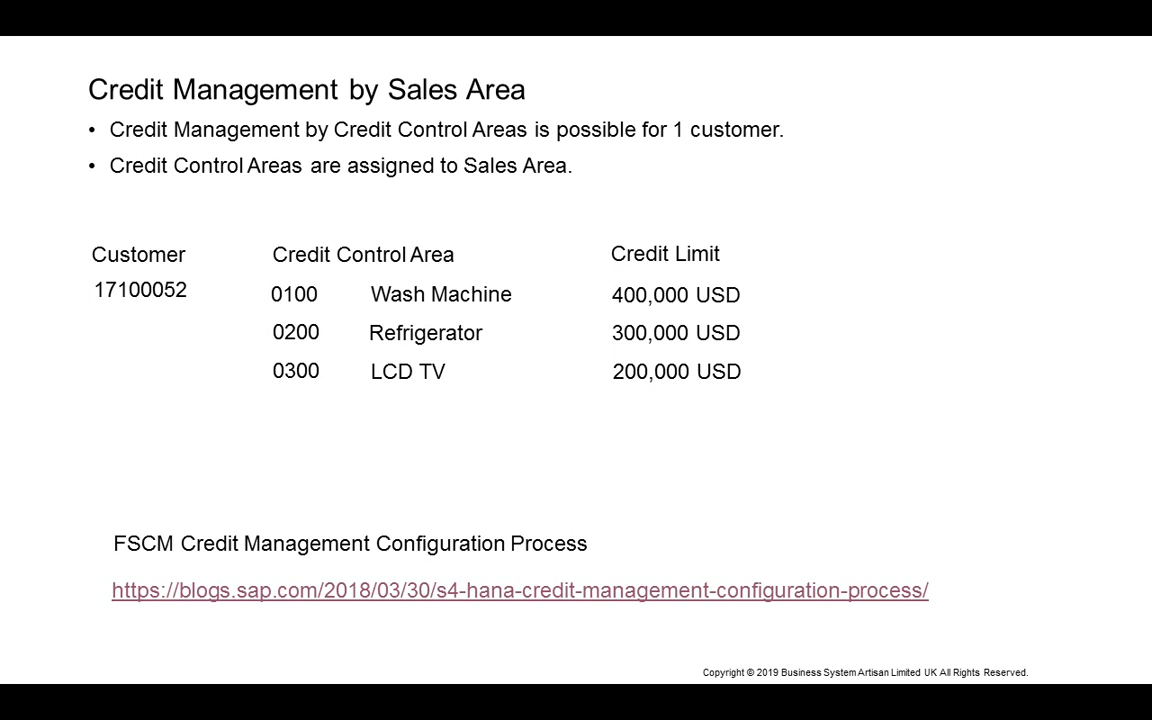 Credit Management by Sales Area
• Credit Management by Credit Control Areas is possible for 1 customer.
• Credit Control Areas are assigned to Sales Area.
Customer Credit Control Area Credit Limit
17100052 0100 Wash Machine 400,000 USD
0200 Refrigerator 300,000 USD
0300 LCD TV 200,000 USD
FSCM Credit Management Configuration Process
https://blogs.sap.com/2018/03/30/s4-hana-credit-management-configuration-process/
Copyright © 2019 Business System Artisan Limited UK All Rights Reserved.